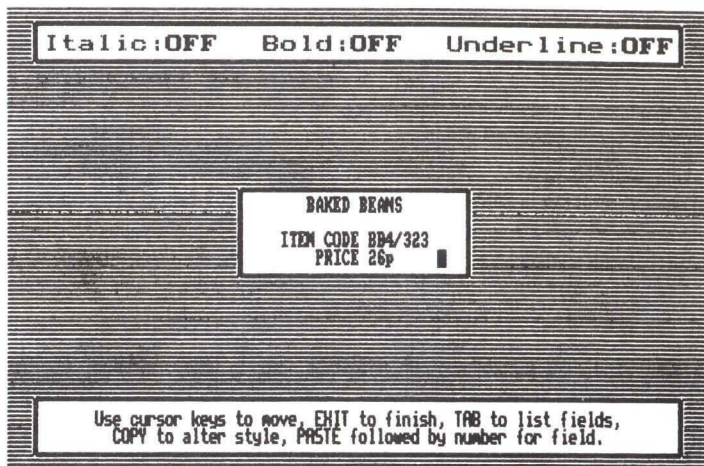 Italic:OFF Bold:OFF Underline:OFF
BAKED BEANS
ITEM CODE BB4/323
PRICE 26p
Use cursor keys to move, EXIT to finish, TAB to list fields,
COPY to alter style, PASTE followed by number for field.